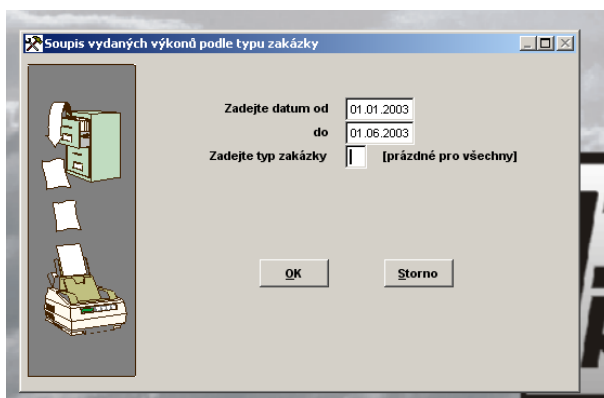 Soupis vydaných výkonů podle typu zakázky
Zadejte datum od 01.01.2003
do 01.06.2003
Zadejte typ zakázky [prázdné pro všechny]
OK Storno